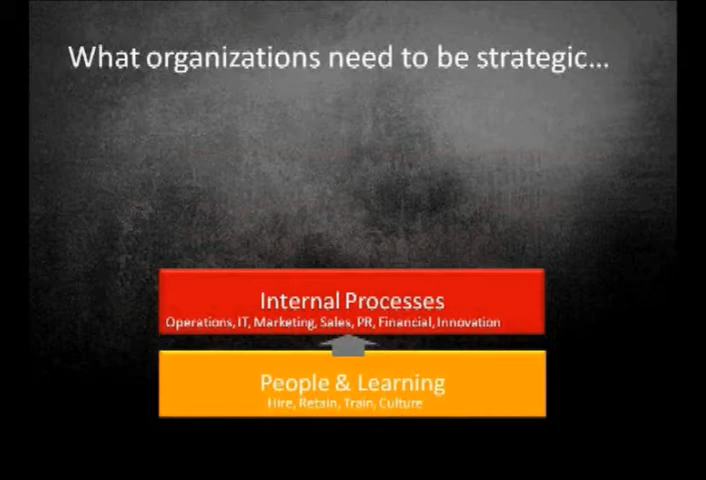 What organizations need to be strategic...
Internal Processes
Operations, IT, Marketing, Sales, PR, Financial, Innovation
People & Learning
Hire, Retain, Train, Culture